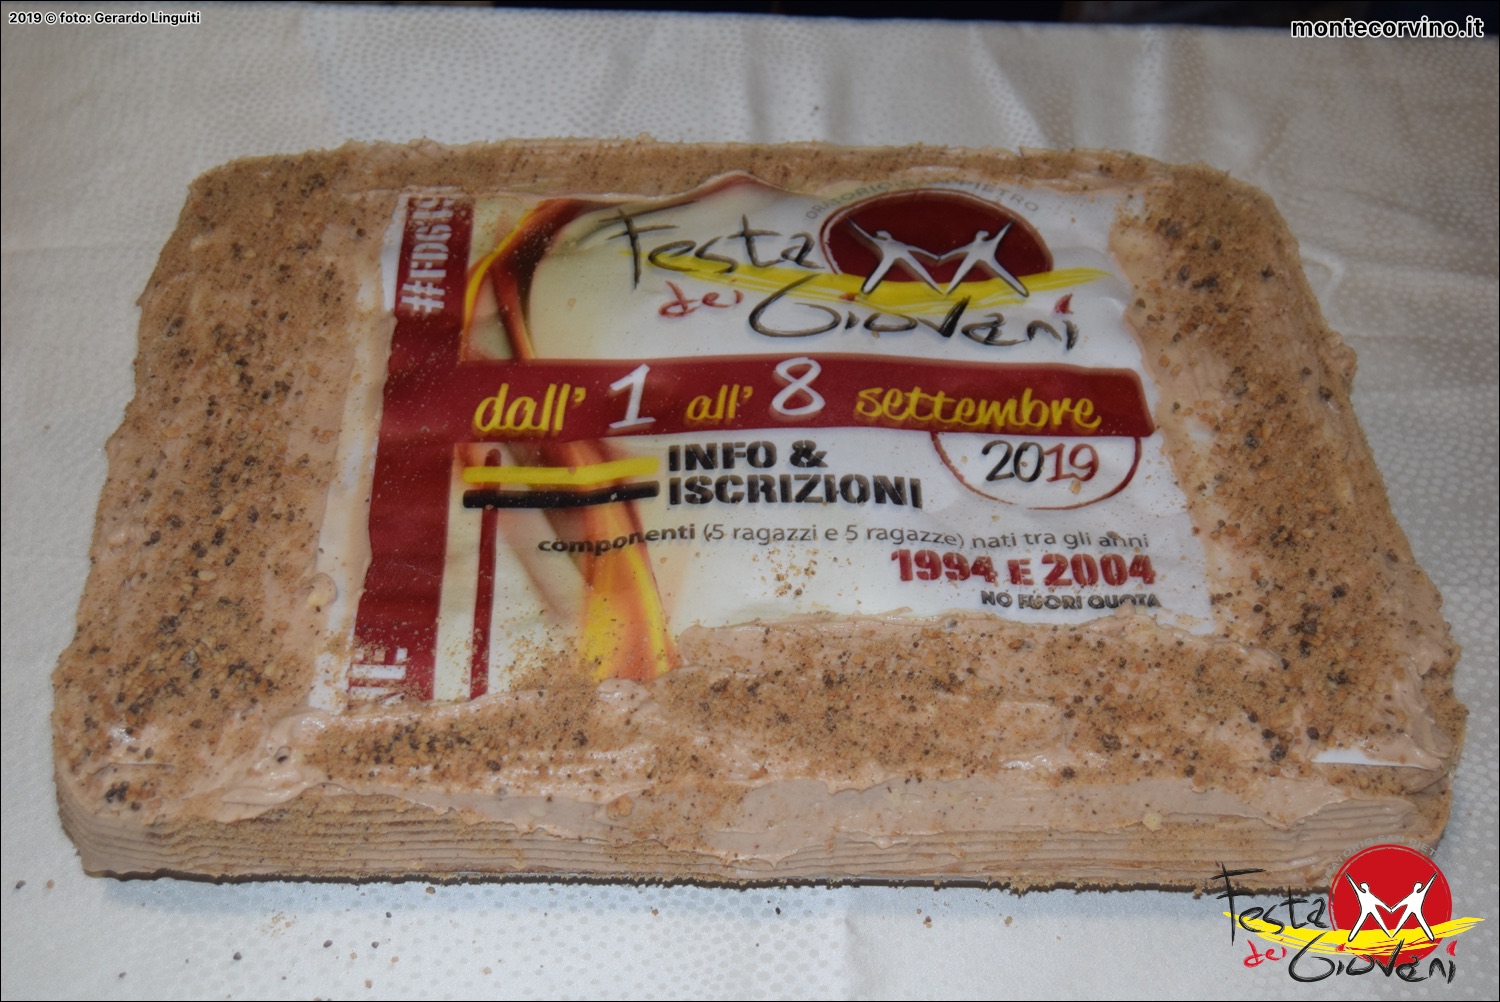 2019 © foto: Gerardo Linguiti
montecorvino.it
#FDG19
Festa
dei Giovani
dall' 1 all' 8 settembre
2019
INFO &
ISCRIZIONI
componenti (5 ragazzi e 5 ragazze) nati tra gli anni
1994 E 2004
NO FUORI QUOTA
Festa
dei Giovani